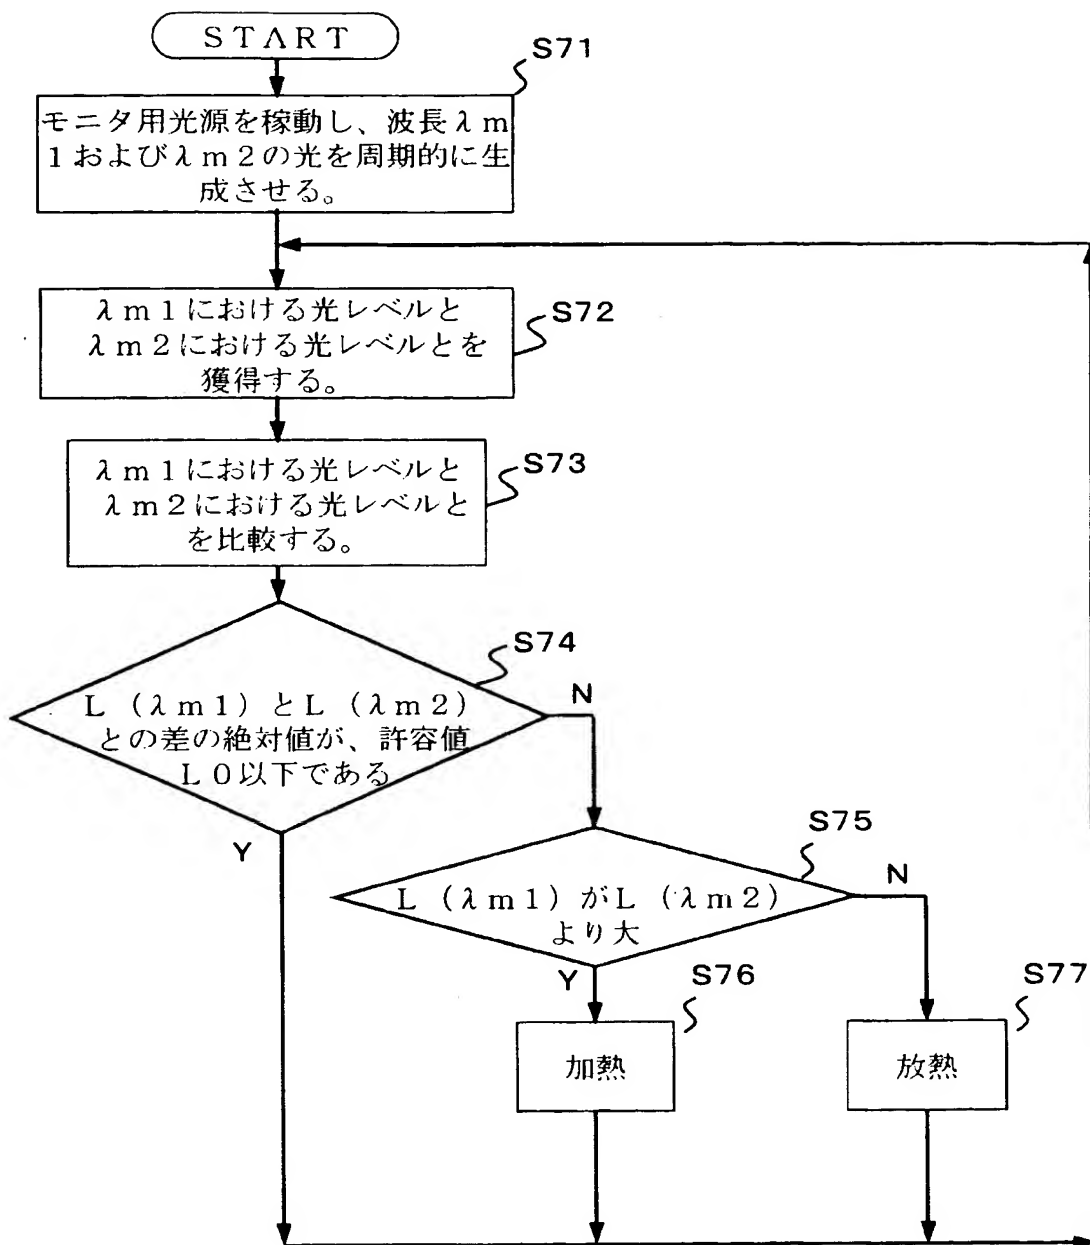 START
S71
モニタ用光源を稼動し、波長λm
1およびλm2の光を周期的に生
成させる。
λm1における光レベルと
λm2における光レベルとを
獲得する。
S72
λm1における光レベルと
λm2における光レベルと
を比較する。
S73
S74
L(λm1)とL(λm2)
との差の絶対値が、許容値
L0以下である
N
Y
S75
L(λm1)がL(λm2)
より大
N
Y
S76
加熱
S77
放熱